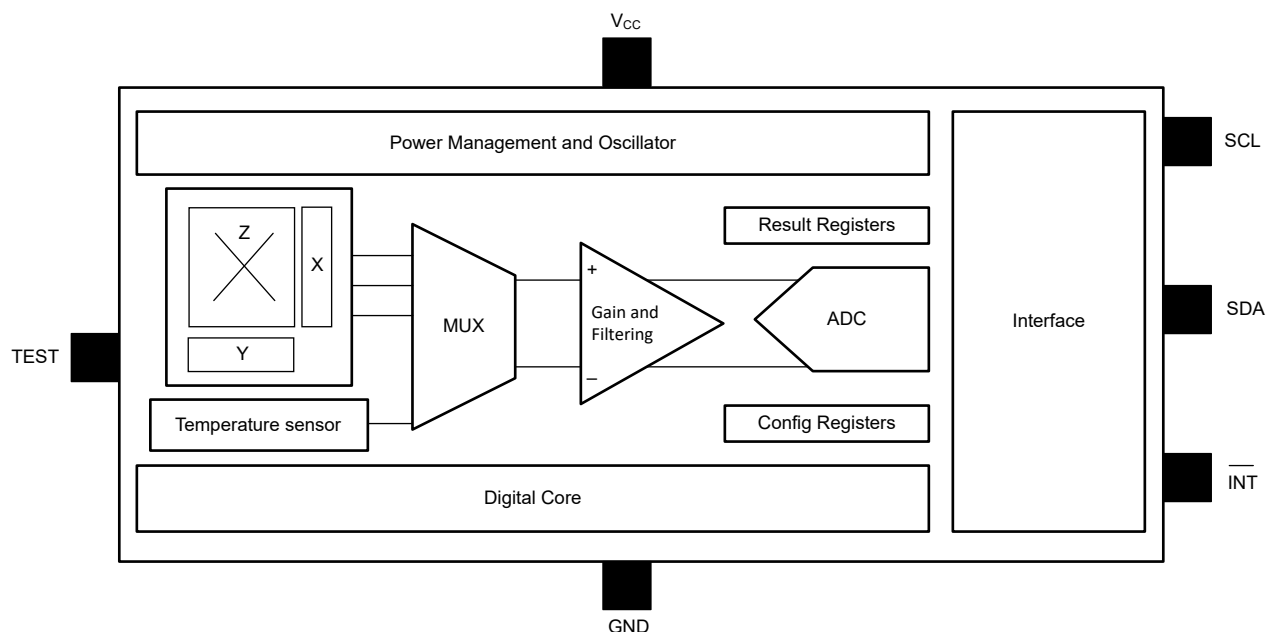 VCC
Power Management and Oscillator
SCL
Result Registers
Z
X
+
MUX
Gain and
Filtering
ADC
Interface
SDA
Y
TEST
–
Temperature sensor
Config Registers
INT
Digital Core
GND